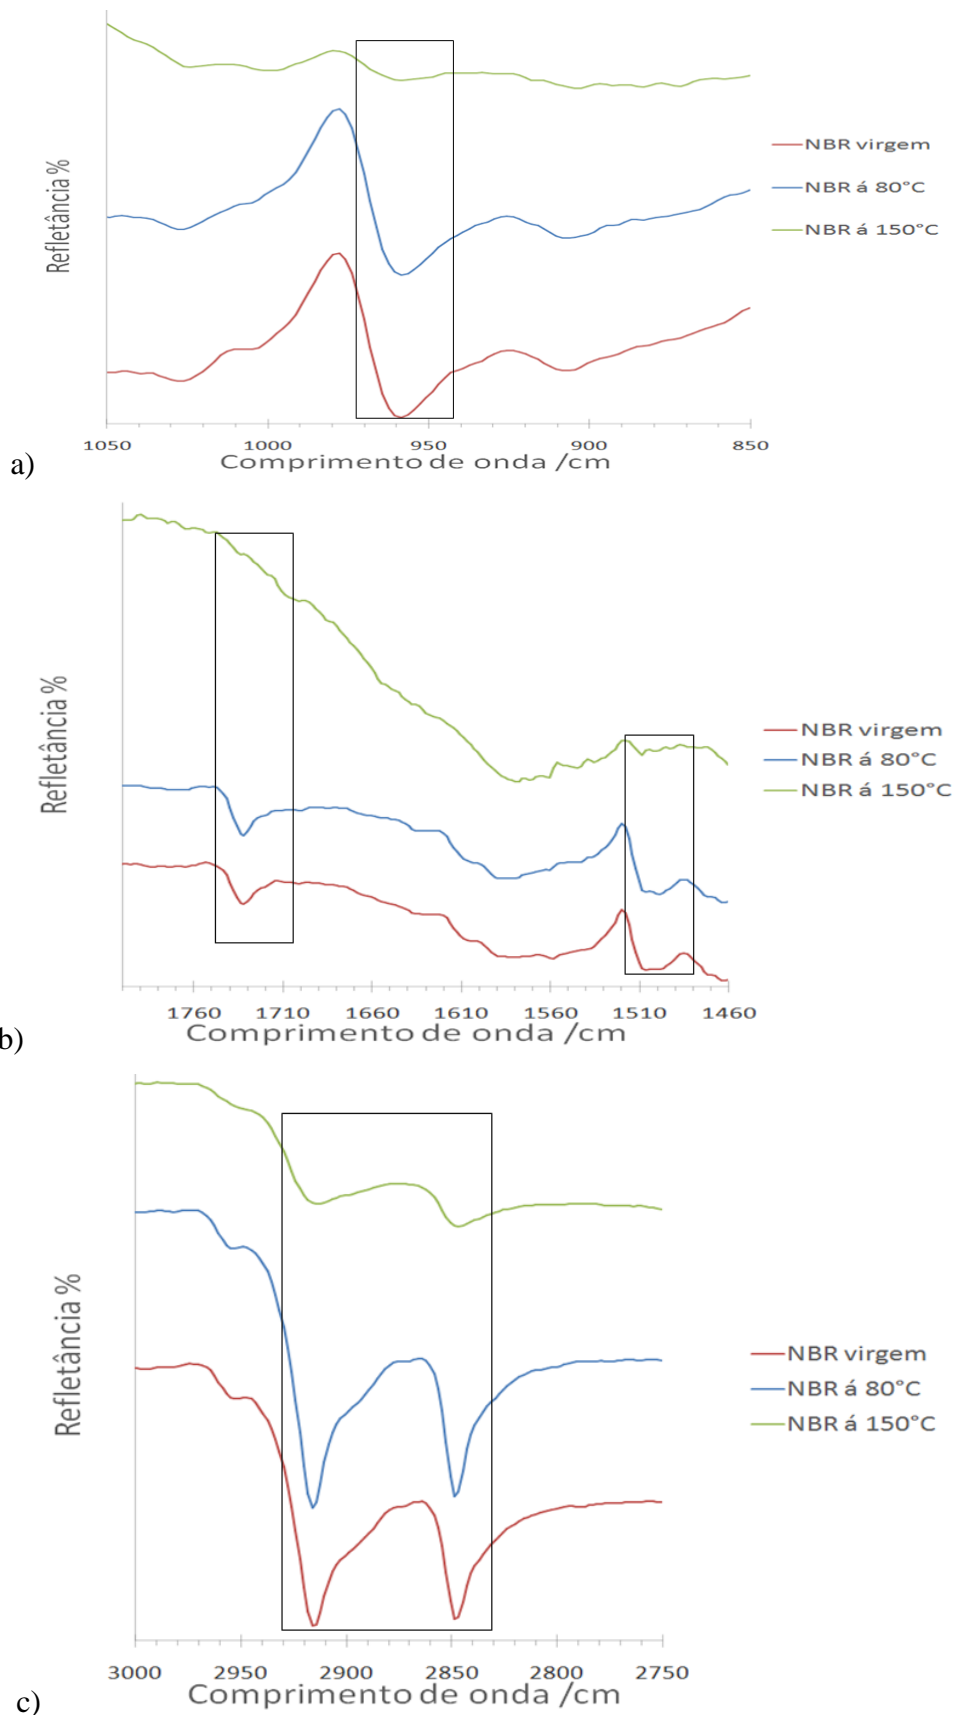 Refletância %
NBR virgem
NBR á 80°C
NBR á 150°C
1050 1000 950 900 850
Comprimento de onda /cm
a)
Refletância %
NBR virgem
NBR á 80°C
NBR á 150°C
1760 1710 1660 1610 1560 1510 1460
Comprimento de onda /cm
b)
Refletância %
NBR virgem
NBR á 80°C
NBR á 150°C
3000 2950 2900 2850 2800 2750
Comprimento de onda /cm
c)